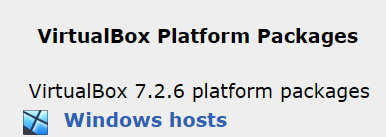 VirtualBox Platform Packages
VirtualBox 7.2.6 platform packages
Windows hosts